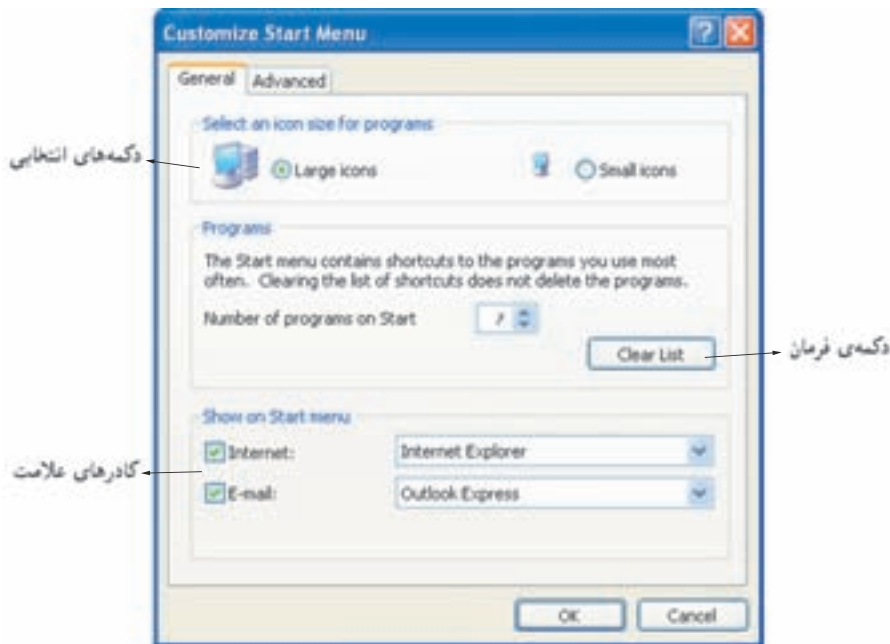 Customize Start Menu
General Advanced
Select an icon size for programs
دکمه‌های انتخابی
Large icons Small icons
Programs
The Start menu contains shortcuts to the programs you use most
often. Clearing the list of shortcuts does not delete the programs.
Number of programs on Start
Clear List
دکمه‌ی فرمان
Show on Start menu
Internet: Internet Explorer
کادرهای علامت
E-mail: Outlook Express
OK Cancel